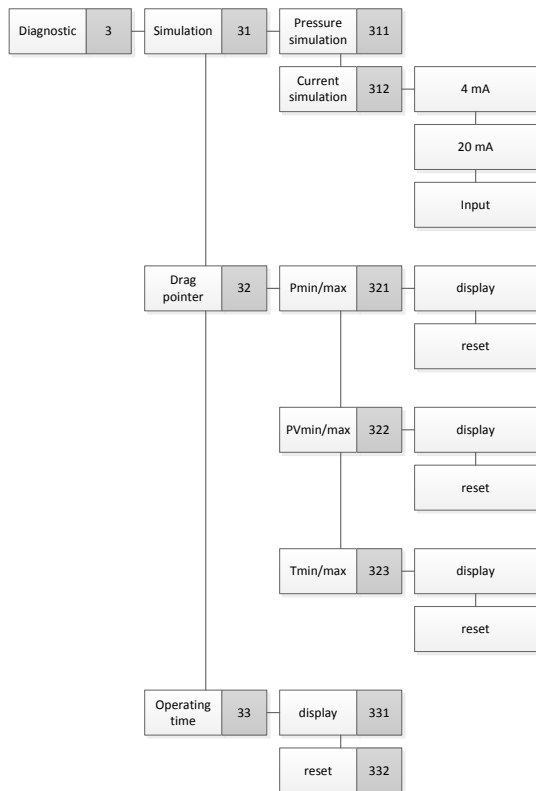 Diagnostic 3 Simulation 31 Pressure
simulation 311
Current
simulation 312 4 mA
20 mA
Input
Drag
pointer 32 Pmin/max 321 display
reset
PVmin/max 322 display
reset
Tmin/max 323 display
reset
Operating
time 33 display 331
reset 332